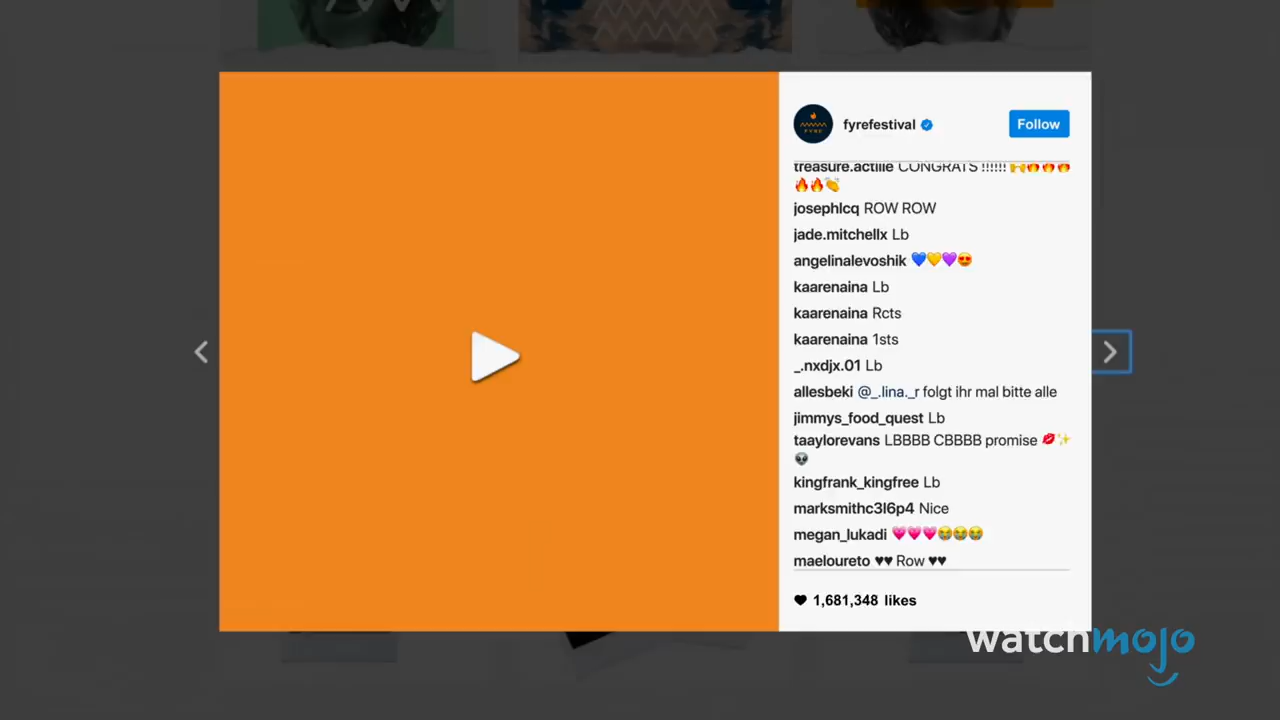 fyrefestival
Follow
FYRE
treasure.actilie CONGRATS !!!!!! 🙌🔥🔥🔥
🔥🔥👏
josephlcq ROW ROW
jade.mitchellx Lb
angelinalevoshik 💙💛💜😍
kaarenaina Lb
kaarenaina Rcts
kaarenaina 1sts
_.nxdjx.01 Lb
allesbeki @_.lina._r folgt ihr mal bitte alle
jimmys_food_quest Lb
taaylorevans LBBBB CBBBB promise 💋✨
👽
kingfrank_kingfree Lb
marksmithc3l6p4 Nice
megan_lukadi 💗💗💗😭😭😭
maeloureto ♥♥ Row ♥♥
1,681,348 likes
watchmojo